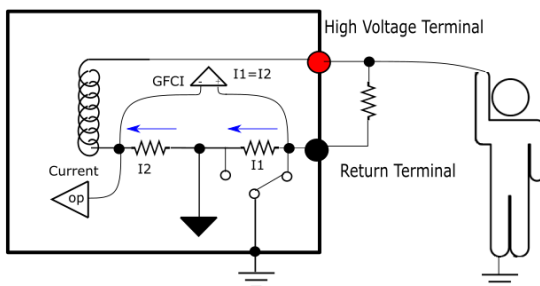 High Voltage Terminal
GFCI
I1=I2
Current
I2
I1
Return Terminal
op